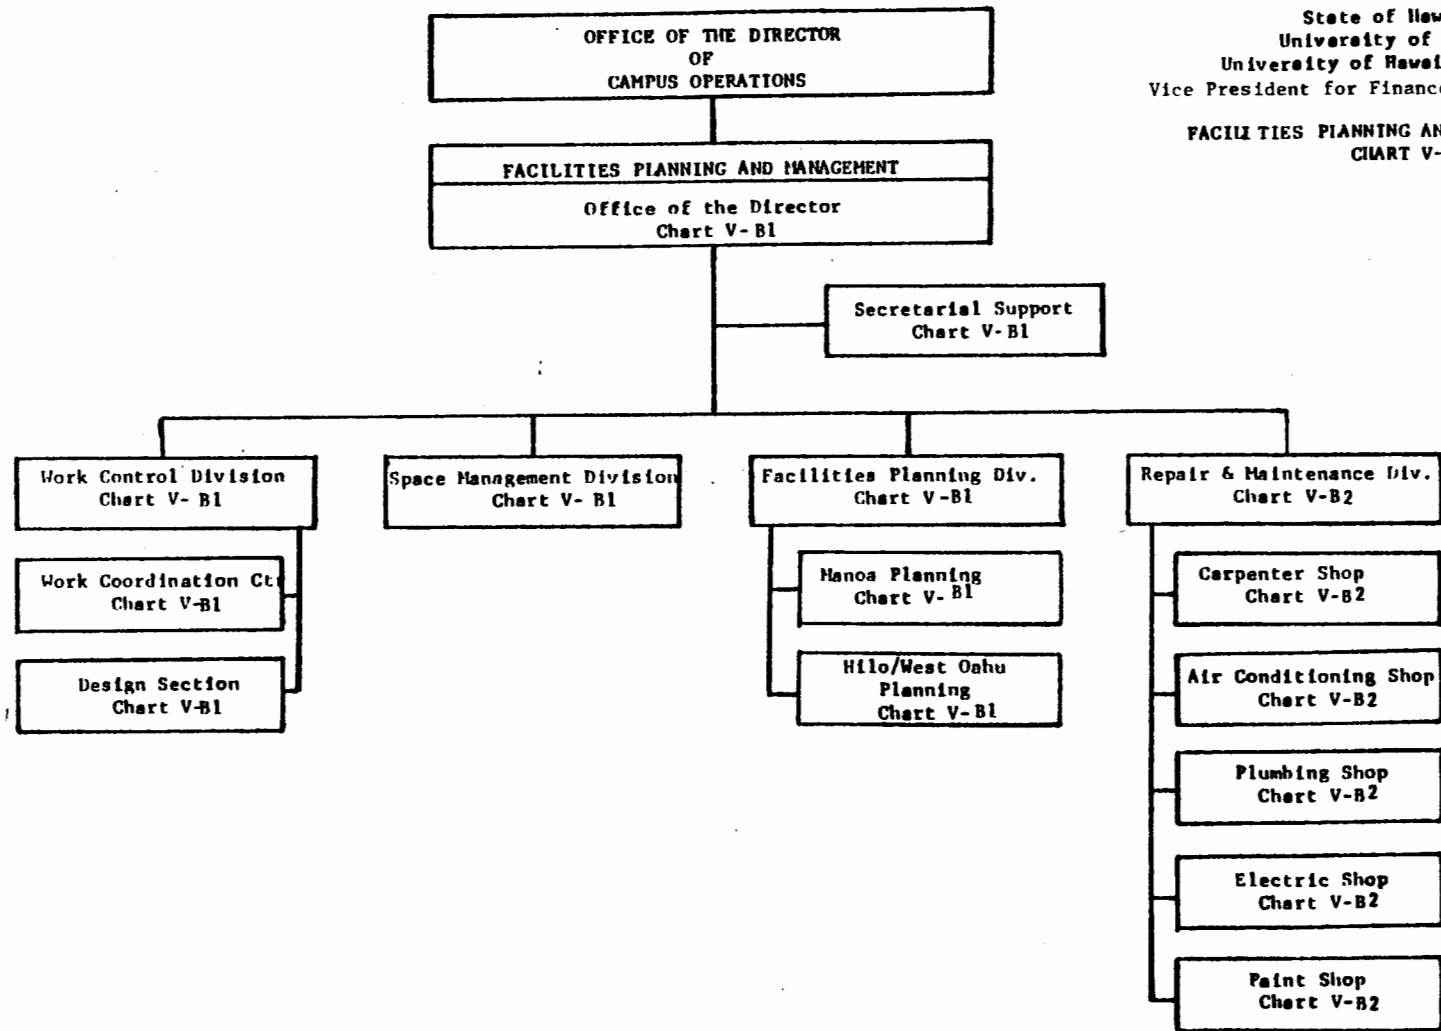 OFFICE OF THE DIRECTOR
OF
CAMPUS OPERATIONS
State of
University of
University of
Vice President for Finance
FACILITIES PLANNING
CHART V-
FACILITIES PLANNING AND MANAGEMENT
Office of the Director
Chart V-B1
Secretarial Support
Chart V-B1
Work Control Division
Chart V-B1
Space Management Division
Chart V-B1
Facilities Planning Div.
Chart V-B1
Repair & Maintenance Div.
Chart V-B2
Work Coordination
Chart V-B1
Design Section
Chart V-B1
Manoa Planning
Chart V-B1
Hilo/West Oahu
Planning
Chart V-B1
Carpenter Shop
Chart V-B2
Air Conditioning Shop
Chart V-B2
Plumbing Shop
Chart V-B2
Electric Shop
Chart V-B2
Paint Shop
Chart V-B2